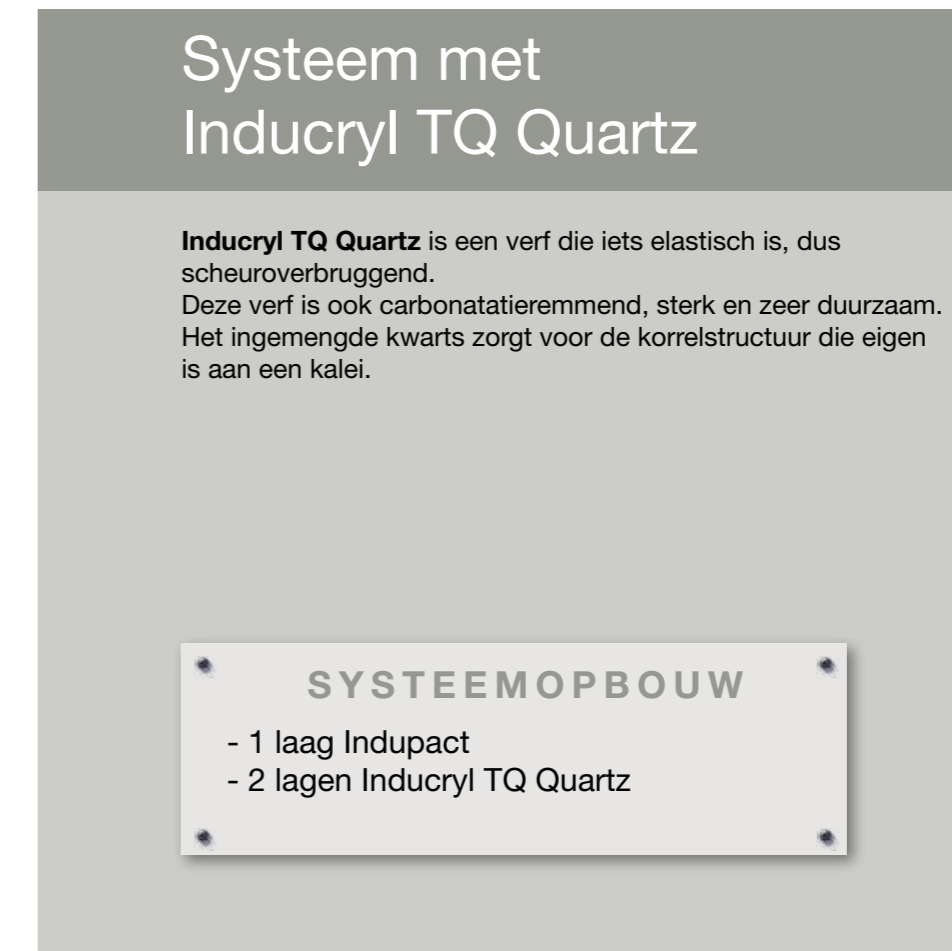 Systeem met
Inducryl TQ Quartz
Inducryl TQ Quartz is een verf die iets elastisch is, dus
scheuroverbruggend.
Deze verf is ook carbonatatieremmend, sterk en zeer duurzaam.
Het ingemengde kwarts zorgt voor de korrelstructuur die eigen
is aan een kalei.
SYSTEEMOPBOUW
- 1 laag Indupact
- 2 lagen Inducryl TQ Quartz